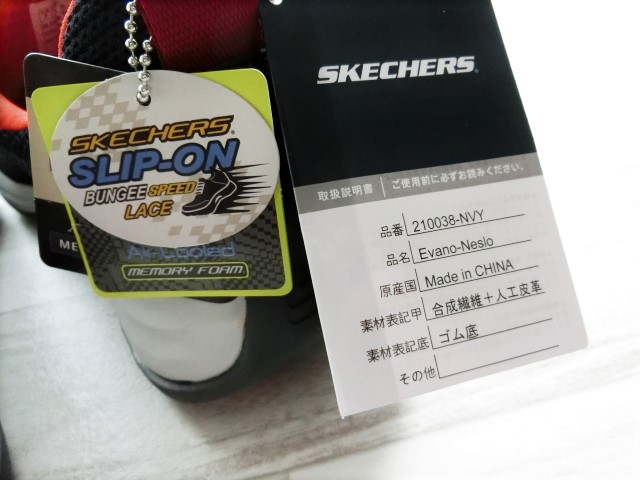 SKECHERS
SLIP-ON
BUNGEE SPEED
LACE
Air-Cooled
MEMORY FOAM
SKECHERS
取扱説明書 | ご使用前に必ずお読みください。
品番 210038-NVY
品名 Evano-Neslo
原産国 Made in CHINA
素材表記甲 合成繊維＋人工皮革
素材表記底 ゴム底
その他